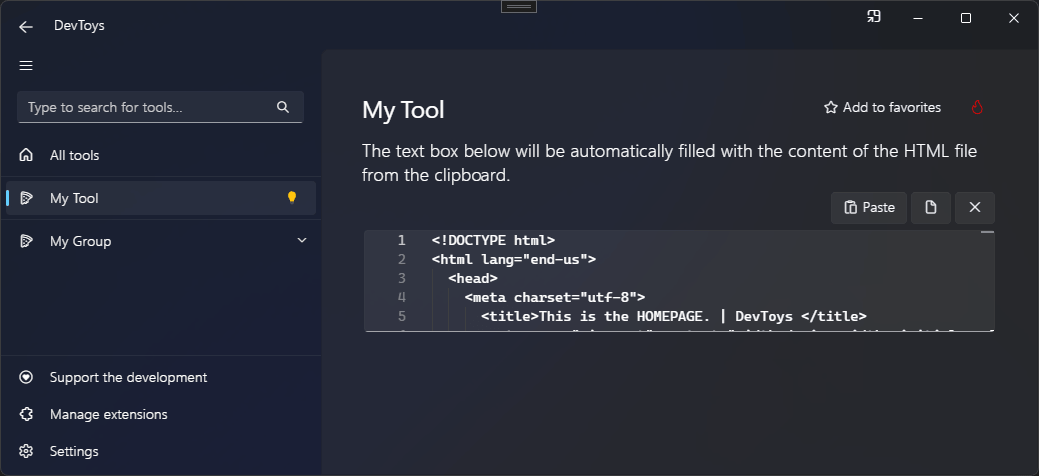 DevToys
Type to search for tools...
All tools
My Tool
My Group
Support the development
Manage extensions
Settings
My Tool
Add to favorites
The text box below will be automatically filled with the content of the HTML file
from the clipboard.
Paste
1 <!DOCTYPE html>
2 <html lang="end-us">
3 <head>
4 <meta charset="utf-8">
5 <title>This is the HOMEPAGE. | DevToys </title>